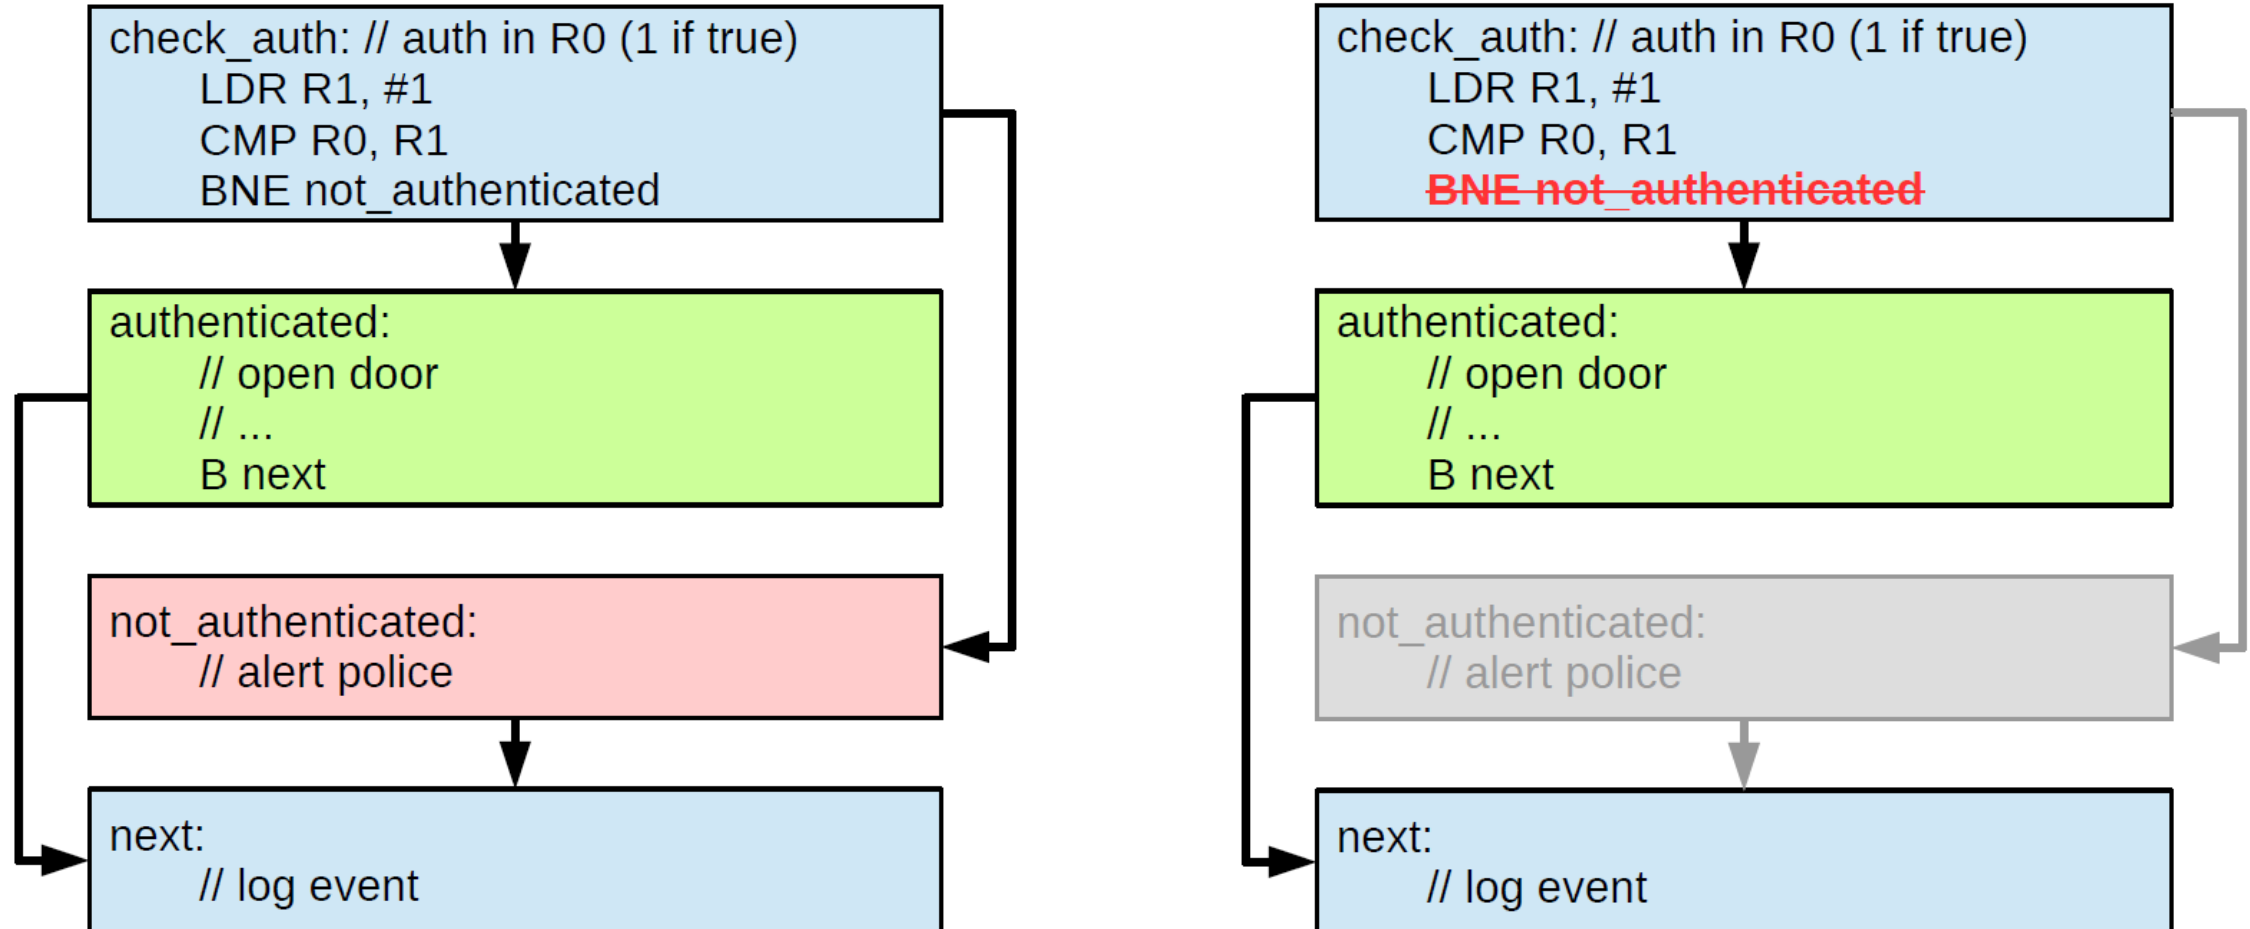 check_auth: // auth in R0 (1 if true)
LDR R1, #1
CMP R0, R1
BNE not_authenticated
authenticated:
// open door
// ...
B next
not_authenticated:
// alert police
next:
// log event
check_auth: // auth in R0 (1 if true)
LDR R1, #1
CMP R0, R1
BNE not_authenticated
authenticated:
// open door
// ...
B next
not_authenticated:
// alert police
next:
// log event